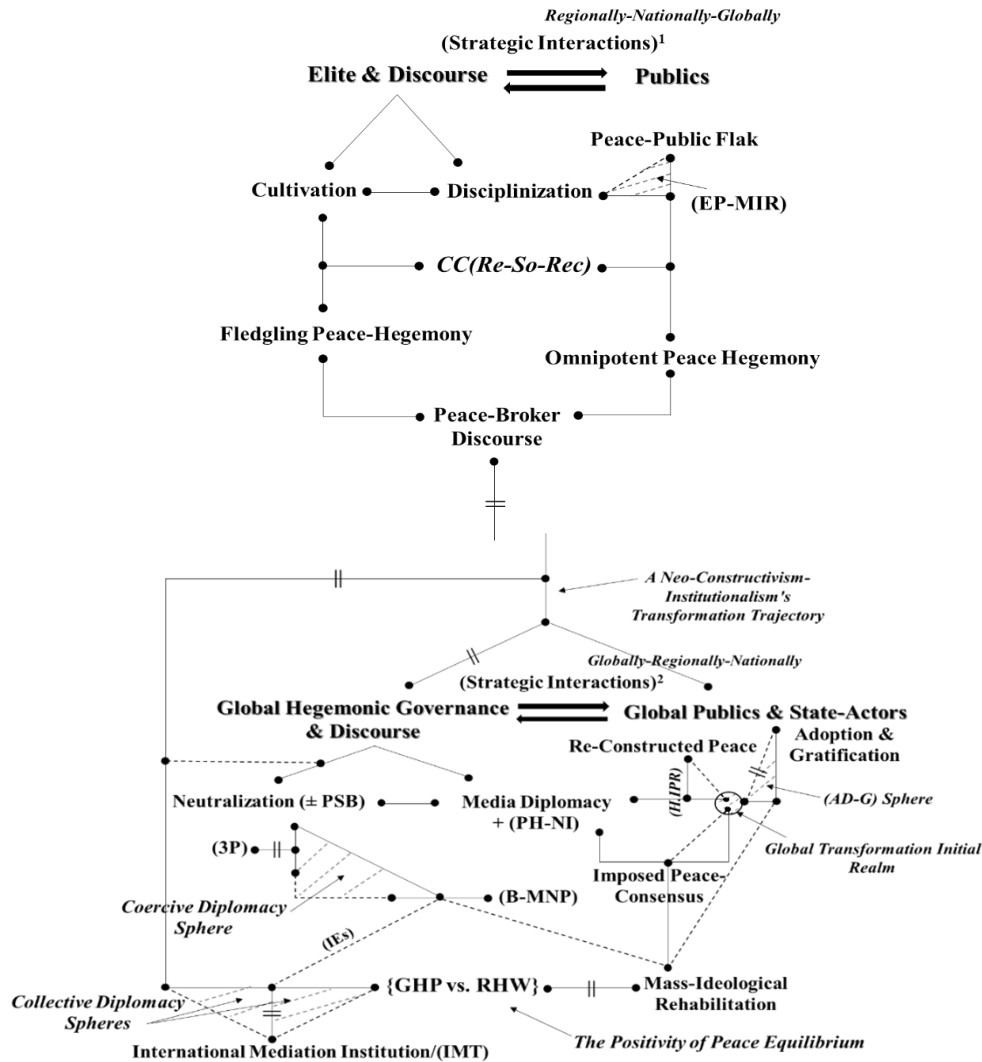 Regionally-Nationally-Globally
(Strategic Interactions)1
Elite & Discourse
Publics
Peace-Public Flak
Cultivation
Disciplinization
(EP-MIR)
CC(Re-So-Rec)
Fledgling Peace-Hegemony
Omnipotent Peace Hegemony
Peace-Broker
Discourse
A Neo-Constructivism-
Institutionalism's
Transformation Trajectory
Globally-Regionally-Nationally
(Strategic Interactions)2
Global Hegemonic Governance
& Discourse
Global Publics & State-Actors
Adoption &
Gratification
Re-Constructed Peace
(H.IPR)
Neutralization (± PSB)
Media Diplomacy
+ (PH-NI)
(AD-G) Sphere
(3P)
Global Transformation Initial
Realm
Imposed Peace-
Consensus
Coercive Diplomacy
Sphere
(B-MNP)
(IEs)
Collective Diplomacy
Spheres
{GHP vs. RHW}
Mass-Ideological
Rehabilitation
The Positivity of Peace Equilibrium
International Mediation Institution/(IMT)